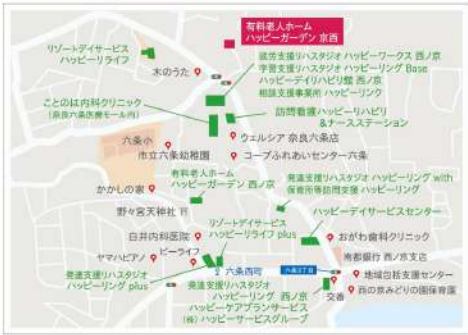 有料老人ホーム
ハッピーガーデン 京西
リゾートデイサービス
ハッピーリライフ
就労支援リハスタジオ ハッピーワークス 西ノ京
学習支援リハスタジオ ハッピーリング Base
ハッピーデイリハビリ館 西ノ京
相談支援事業所 ハッピーリンク
木のうた
ことのは内科クリニック
(奈良六条医療モール内)
訪問看護ハッピーリハビリ
&ナースステーション
六条小
市立六条幼稚園
ウェルシア 奈良六条店
コープふれあいセンター六条
有料老人ホーム
ハッピーガーデン 西ノ京
発達支援リハスタジオ ハッピーリング with
保育所等訪問支援 ハッピーリング
かかしの家
野々宮天神社
リゾートデイサービス
ハッピーリライフ plus
ハッピーデイサービスセンター
白井内科医院
おがわ歯科クリニック
ヤマハピアノ
ビーライフ
南都銀行 西ノ京支店
六条西町
六条2丁目
地域包括支援センター
発達支援リハスタジオ
ハッピーリング plus
発達支援リハスタジオ
ハッピーリング 西ノ京
ハッピーケアプランサービス
(株)ハッピーサービスグループ
交番
西の京みどりの園保育園